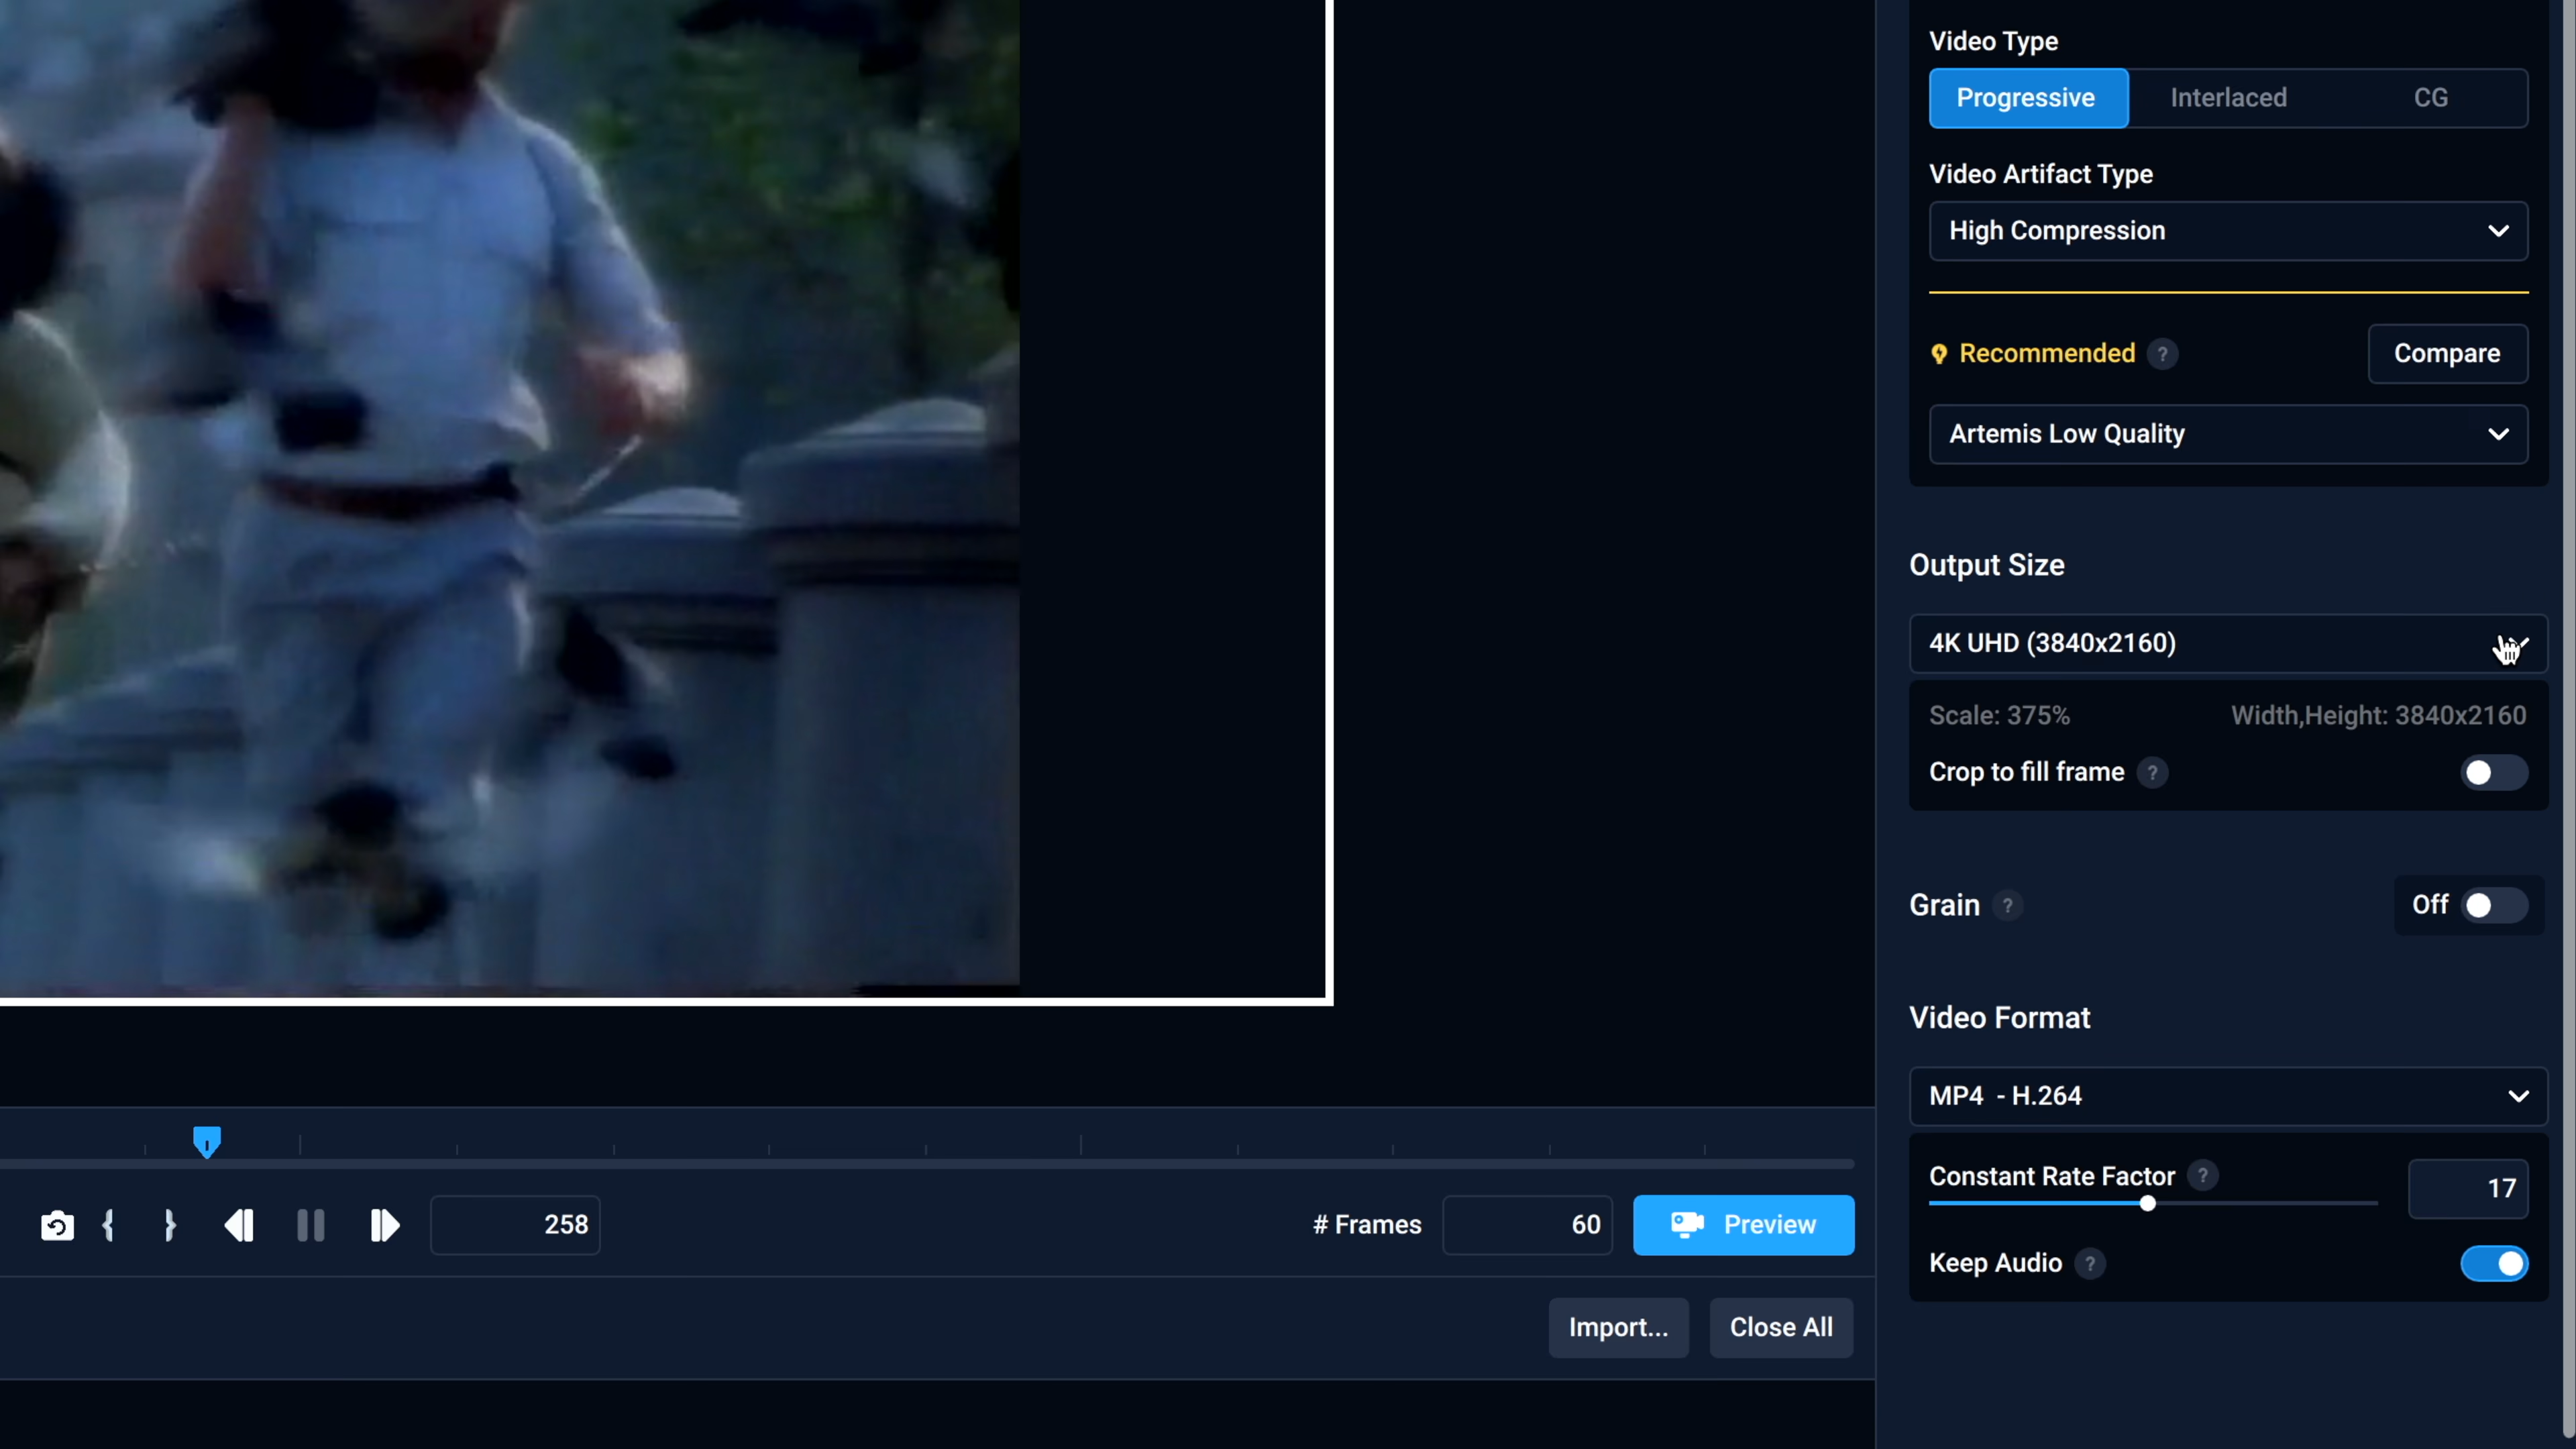 Video Type
Progressive Interlaced CG
Video Artifact Type
High Compression
Recommended ? Compare
Artemis Low Quality
Output Size
4K UHD (3840x2160)
Scale: 375% Width,Height: 3840x2160
Crop to fill frame ?
Grain ? Off
Video Format
MP4 - H.264
Constant Rate Factor ? 17
Keep Audio ?
258 # Frames 60 Preview
Import... Close All